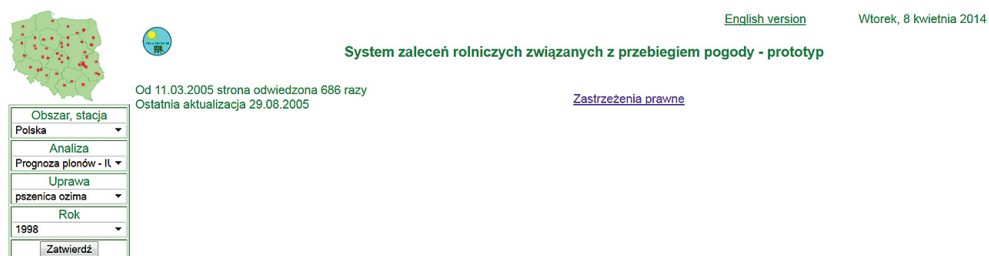 English version
Wtorek, 8 kwietnia 2014
System zaleceń rolniczych związanych z przebiegiem pogody - prototyp
Od 11.03.2005 strona odwiedzona 686 razy
Ostatnia aktualizacja 29.08.2005
Zastrzeżenia prawne
Obszar, stacja
Polska
Analiza
Prognoza plonów - IU
Uprawa
pszenica ozima
Rok
1998
Zatwierdź